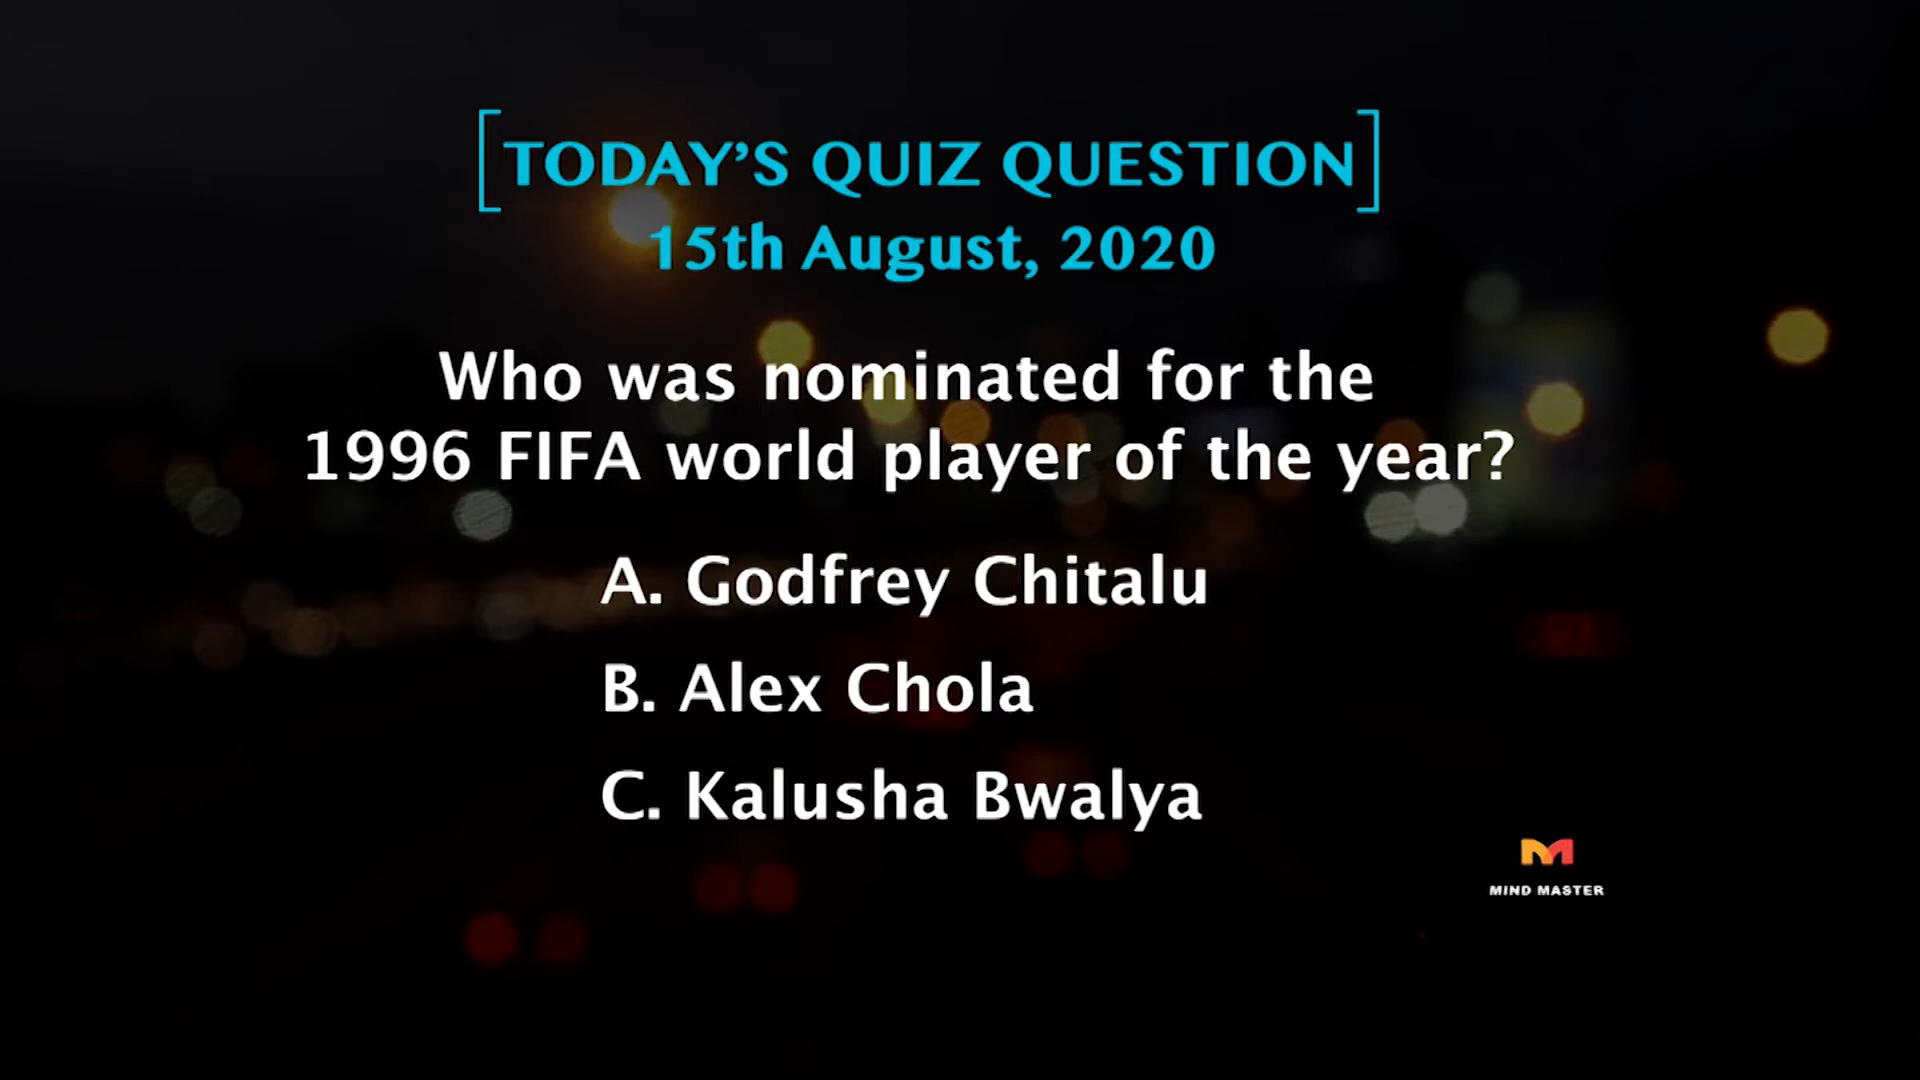 [TODAY'S QUIZ QUESTION]
15th August, 2020
Who was nominated for the
1996 FIFA world player of the year?
A. Godfrey Chitalu
B. Alex Chola
C. Kalusha Bwalya
MIND MASTER